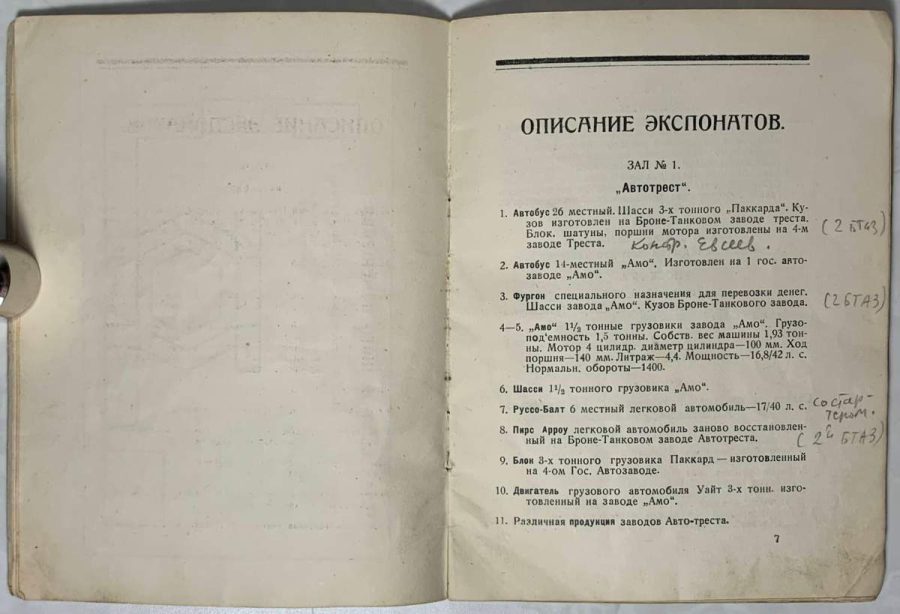 ОПИСАНИЕ ЭКСПОНАТОВ.
ЗАЛ № 1.
„Автотрест“.
1. Автобус 26 местный. Шасси 3-х тонного „Паккарда“. Ку-
зов изготовлен на Броне-Танковом заводе треста.
Блок, шатуны, поршни мотора изготовлены на 4-м
заводе Треста. Констр. Евсеев.
(2 БТАЗ)
2. Автобус 14-местный „Амо“. Изготовлен на 1 гос. авто-
заводе „Амо“.
3. Фургон специального назначения для перевозки денег.
Шасси завода „Амо“. Кузов Броне-Танкового завода.
(2 БТАЗ)
4—5. „Амо“ 1½ тонные грузовики завода „Амо“. Грузо-
под'емность 1,5 тонны. Собств. вес машины 1,93 тон-
ны. Мотор 4 цилиндр. диаметр цилиндра—100 мм. Ход
поршня—140 мм. Литраж—4,4. Мощность—16,8/42 л. с.
Нормальн. обороты—1400.
6. Шасси 1½ тонного грузовика „Амо“.
7. Руссо-Балт 6 местный легковой автомобиль—17/40 л. с.
со стар-
тером.
8. Пирс Арроу легковой автомобиль заново восстановлен-
ный на Броне-Танковом заводе Автотреста.
(2й БТАЗ)
9. Блок 3-х тонного грузовика Паккард — изготовленный
на 4-ом Гос. Автозаводе.
10. Двигатель грузового автомобиля Уайт 3-х тонн. изго-
товленный на заводе „Амо“.
11. Различная продукция заводов Авто-треста.
7